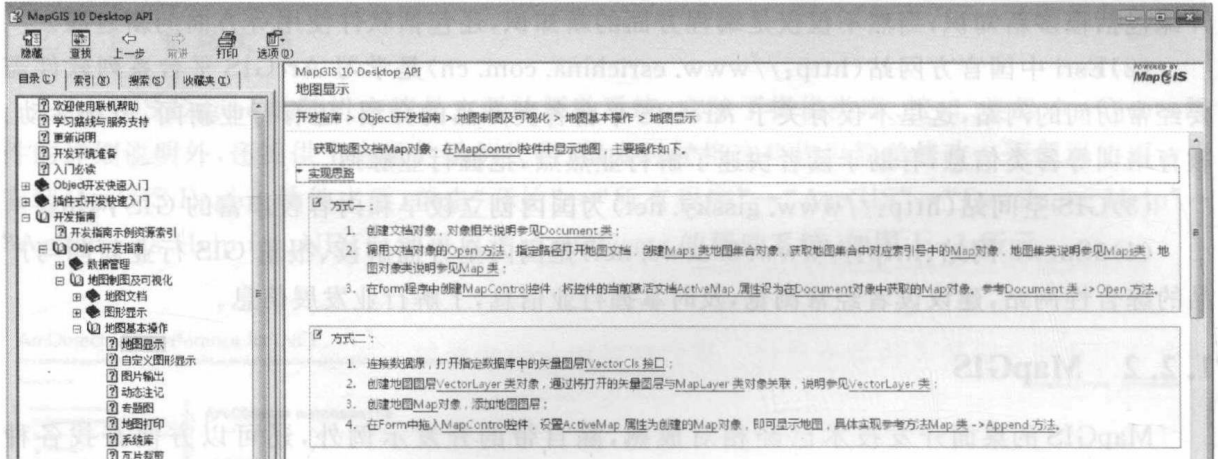 MapGIS 10 Desktop API
隐藏 查找 上一步 前进 打印 选项(O)
目录(C) 索引(N) 搜索(S) 收藏夹(I)
欢迎使用联机帮助
学习路线与服务支持
更新说明
开发环境准备
入门必读
Object开发快速入门
插件式开发快速入门
开发指南
开发指南示例资源索引
Object开发指南
数据管理
地图制图及可视化
地图文档
图形显示
地图基本操作
地图显示
自定义图形显示
图片输出
动态注记
专题图
地图打印
系统库
瓦片裁剪
MapGIS 10 Desktop API
地图显示
POWERED BY
MapGIS
开发指南 > Object开发指南 > 地图制图及可视化 > 地图基本操作 > 地图显示
获取地图文档Map对象，在MapControl控件中显示地图，主要操作如下。
实现思路
方式一：
1. 创建文档对象，对象相关说明参见Document 类；
2. 调用文档对象的Open 方法，指定路径打开地图文档，创建Maps 类地图集合对象，获取地图集合中对应索引号中的Map对象，地图集类说明参见Maps类，地
图对象类说明参见Map 类；
3. 在form程序中创建MapControl控件，将控件的当前激活文档ActiveMap 属性设为在Document对象中获取的Map对象，参考Document 类 -> Open 方法。
方式二：
1. 连接数据源，打开指定数据库中的矢量图层IVectorCls 接口；
2. 创建地图图层VectorLayer 类对象，通过将打开的矢量图层与MapLayer 类对象关联，说明参见VectorLayer 类；
3. 创建地图Map对象，添加地图图层；
4. 在Form中拖入MapControl控件，设置ActiveMap 属性为创建的Map对象，即可显示地图，具体实现参考方法Map 类 ->Append 方法。